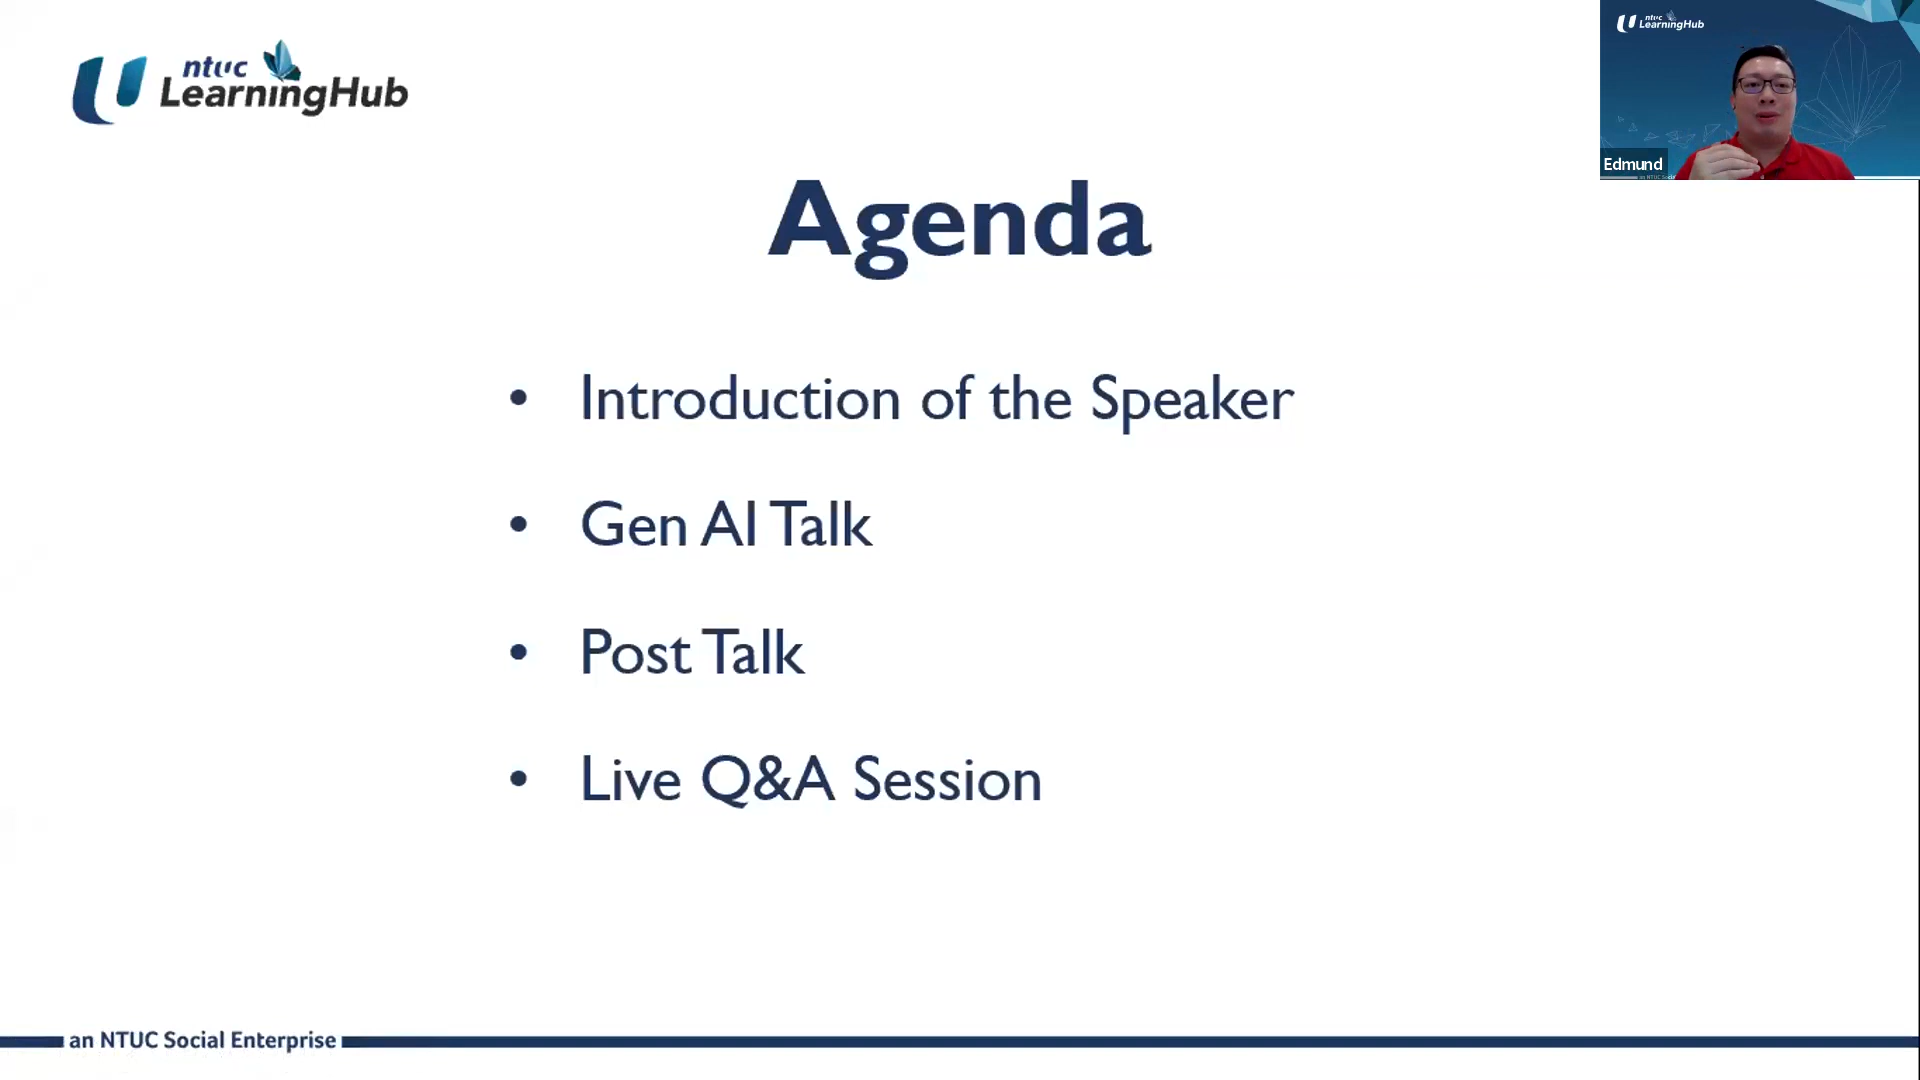 ntuc
LearningHub
ntuc
LearningHub
Edmund
Agenda
• Introduction of the Speaker
• Gen AI Talk
• Post Talk
• Live Q&A Session
an NTUC Social Enterprise